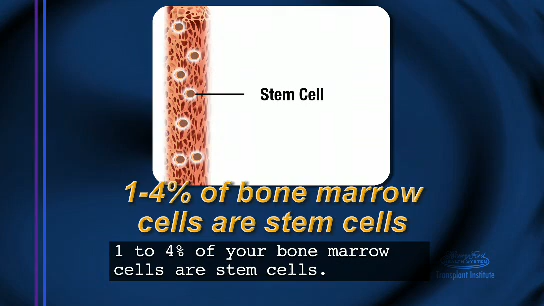 Stem Cell
1-4% of bone marrow
cells are stem cells
1 to 4% of your bone marrow
cells are stem cells.
Transplant Institute